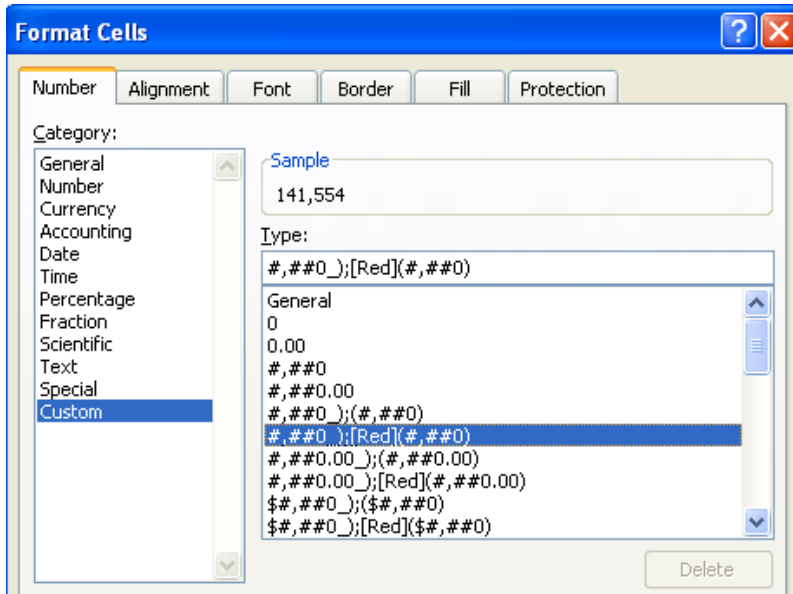 Format Cells
Number Alignment Font Border Fill Protection
Category:
General
Number
Currency
Accounting
Date
Time
Percentage
Fraction
Scientific
Text
Special
Custom
Sample
141,554
Type:
#,##0_);[Red](#,##0)
General
0
0.00
#,##0
#,##0.00
#,##0_);(#,##0)
#,##0_);[Red](#,##0)
#,##0.00_);(#,##0.00)
#,##0.00_);[Red](#,##0.00)
$#,##0_);($#,##0)
$#,##0_);[Red]($#,##0)
Delete